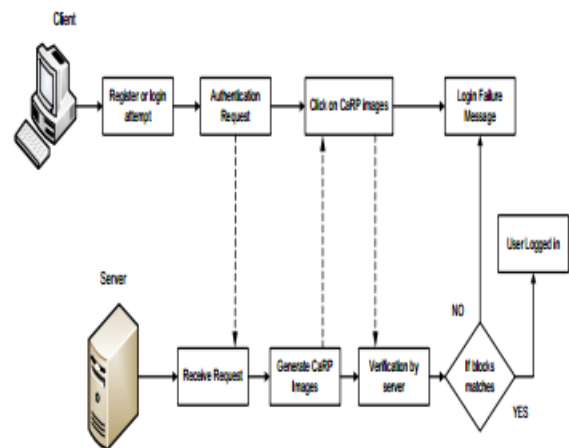 Client
Register or login
attempt
Authentication
Request
Click on CaRP images
Login Failure
Message
User Logged in
Server
Receive Request
Generate CaRP
Images
Verification by
server
If blocks
matches
NO
YES